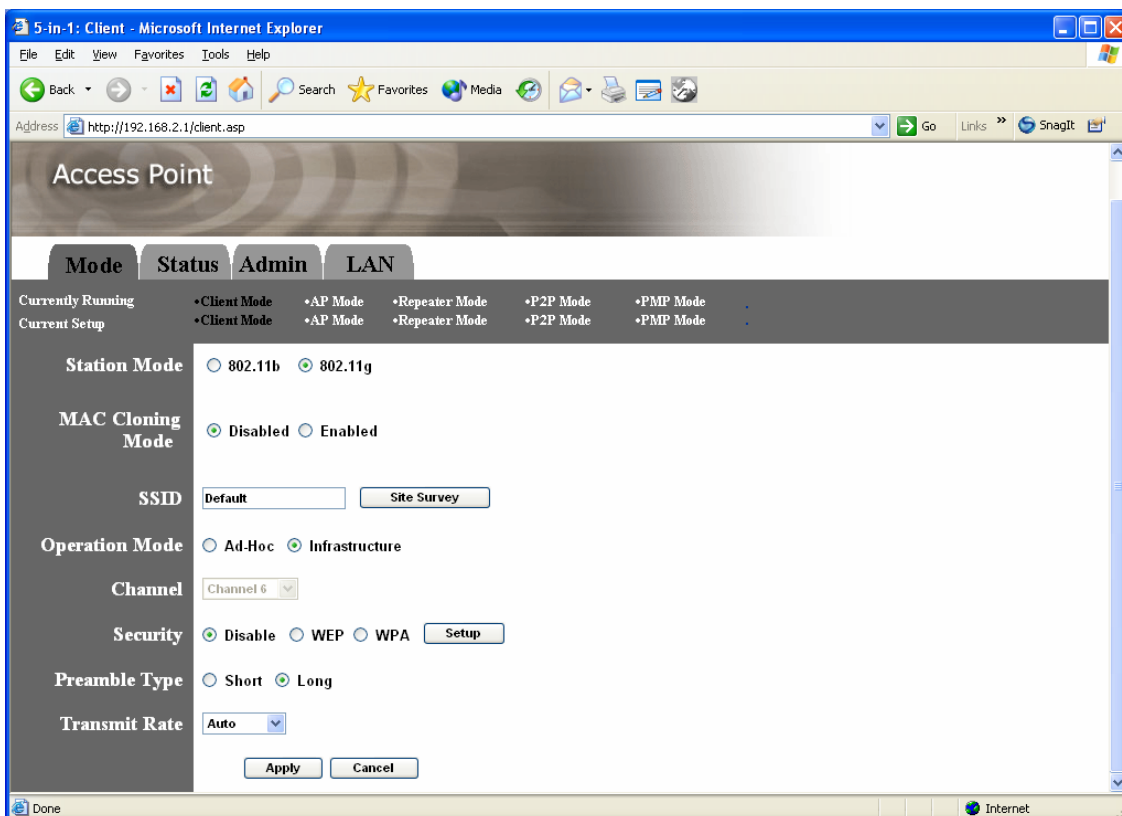 5-in-1: Client - Microsoft Internet Explorer
File Edit View Favorites Tools Help
Back Search Favorites Media
Address http://192.168.2.1/client.asp Go Links » SnagIt
Access Point
Mode Status Admin LAN
Currently Running •Client Mode •AP Mode •Repeater Mode •P2P Mode •PMP Mode
Current Setup •Client Mode •AP Mode •Repeater Mode •P2P Mode •PMP Mode
Station Mode 802.11b 802.11g
MAC Cloning
Mode Disabled Enabled
SSID Default Site Survey
Operation Mode Ad-Hoc Infrastructure
Channel Channel 6
Security Disable WEP WPA Setup
Preamble Type Short Long
Transmit Rate Auto
Apply Cancel
Done Internet